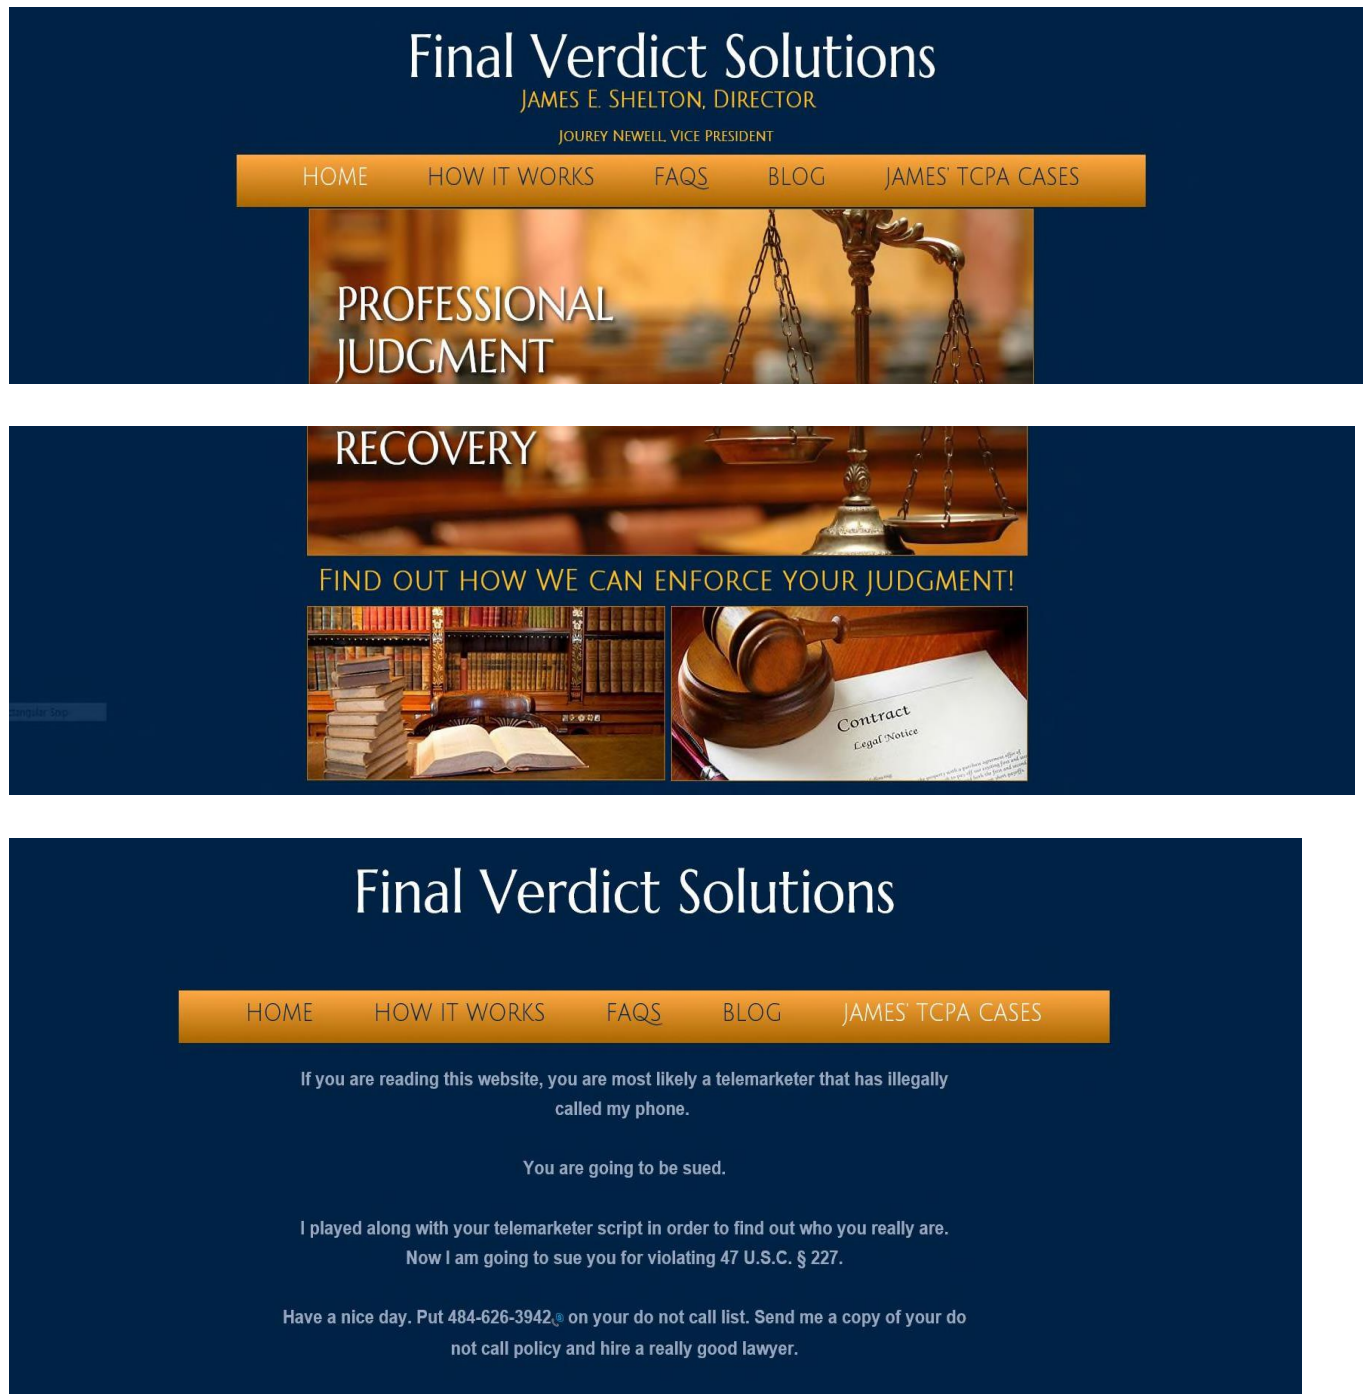 Final Verdict Solutions
James E. Shelton, Director
Jourey Newell, Vice President
HOME HOW IT WORKS FAQS BLOG JAMES' TCPA CASES
PROFESSIONAL
JUDGMENT
RECOVERY
Find out how WE can enforce your judgment!
Contract
Legal Notice
Final Verdict Solutions
HOME HOW IT WORKS FAQS BLOG JAMES' TCPA CASES
If you are reading this website, you are most likely a telemarketer that has illegally
called my phone.
You are going to be sued.
I played along with your telemarketer script in order to find out who you really are.
Now I am going to sue you for violating 47 U.S.C. § 227.
Have a nice day. Put 484-626-3942 on your do not call list. Send me a copy of your do
not call policy and hire a really good lawyer.